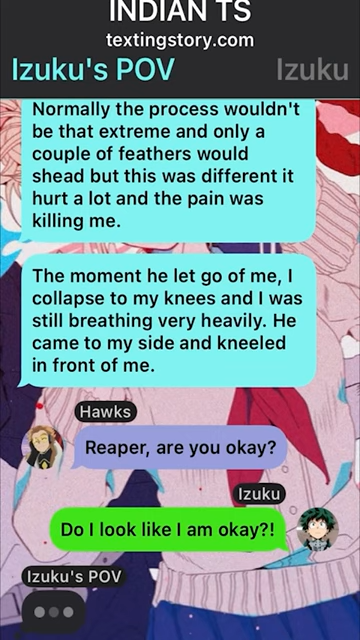 INDIAN TS
textingstory.com
Izuku's POV
Izuku
Normally the process wouldn't
be that extreme and only a
couple of feathers would
shead but this was different it
hurt a lot and the pain was
killing me.
The moment he let go of me, I
collapse to my knees and I was
still breathing very heavily. He
came to my side and kneeled
in front of me.
Hawks
Reaper, are you okay?
Izuku
Do I look like I am okay?!
Izuku's POV